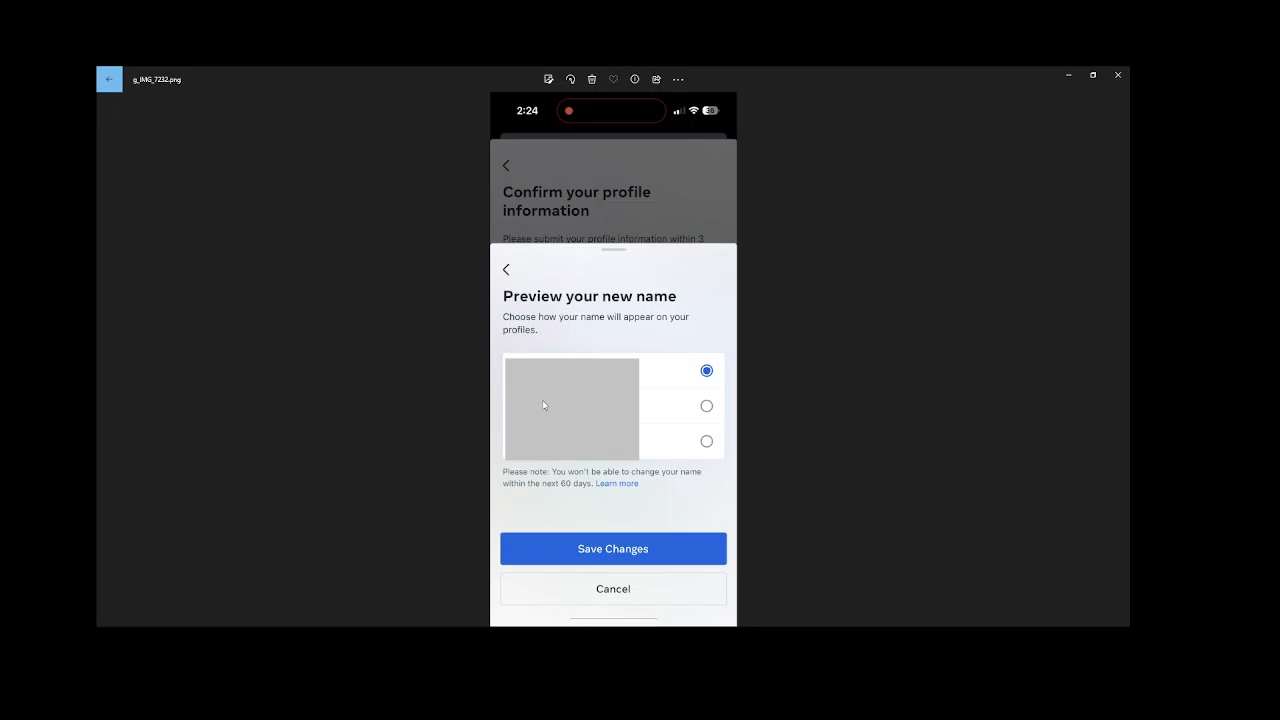 g_IMG_7232.png
2:24
38
Confirm your profile
information
Please submit your profile information within 3
Preview your new name
Choose how your name will appear on your
profiles.
Please note: You won't be able to change your name
within the next 60 days. Learn more
Save Changes
Cancel